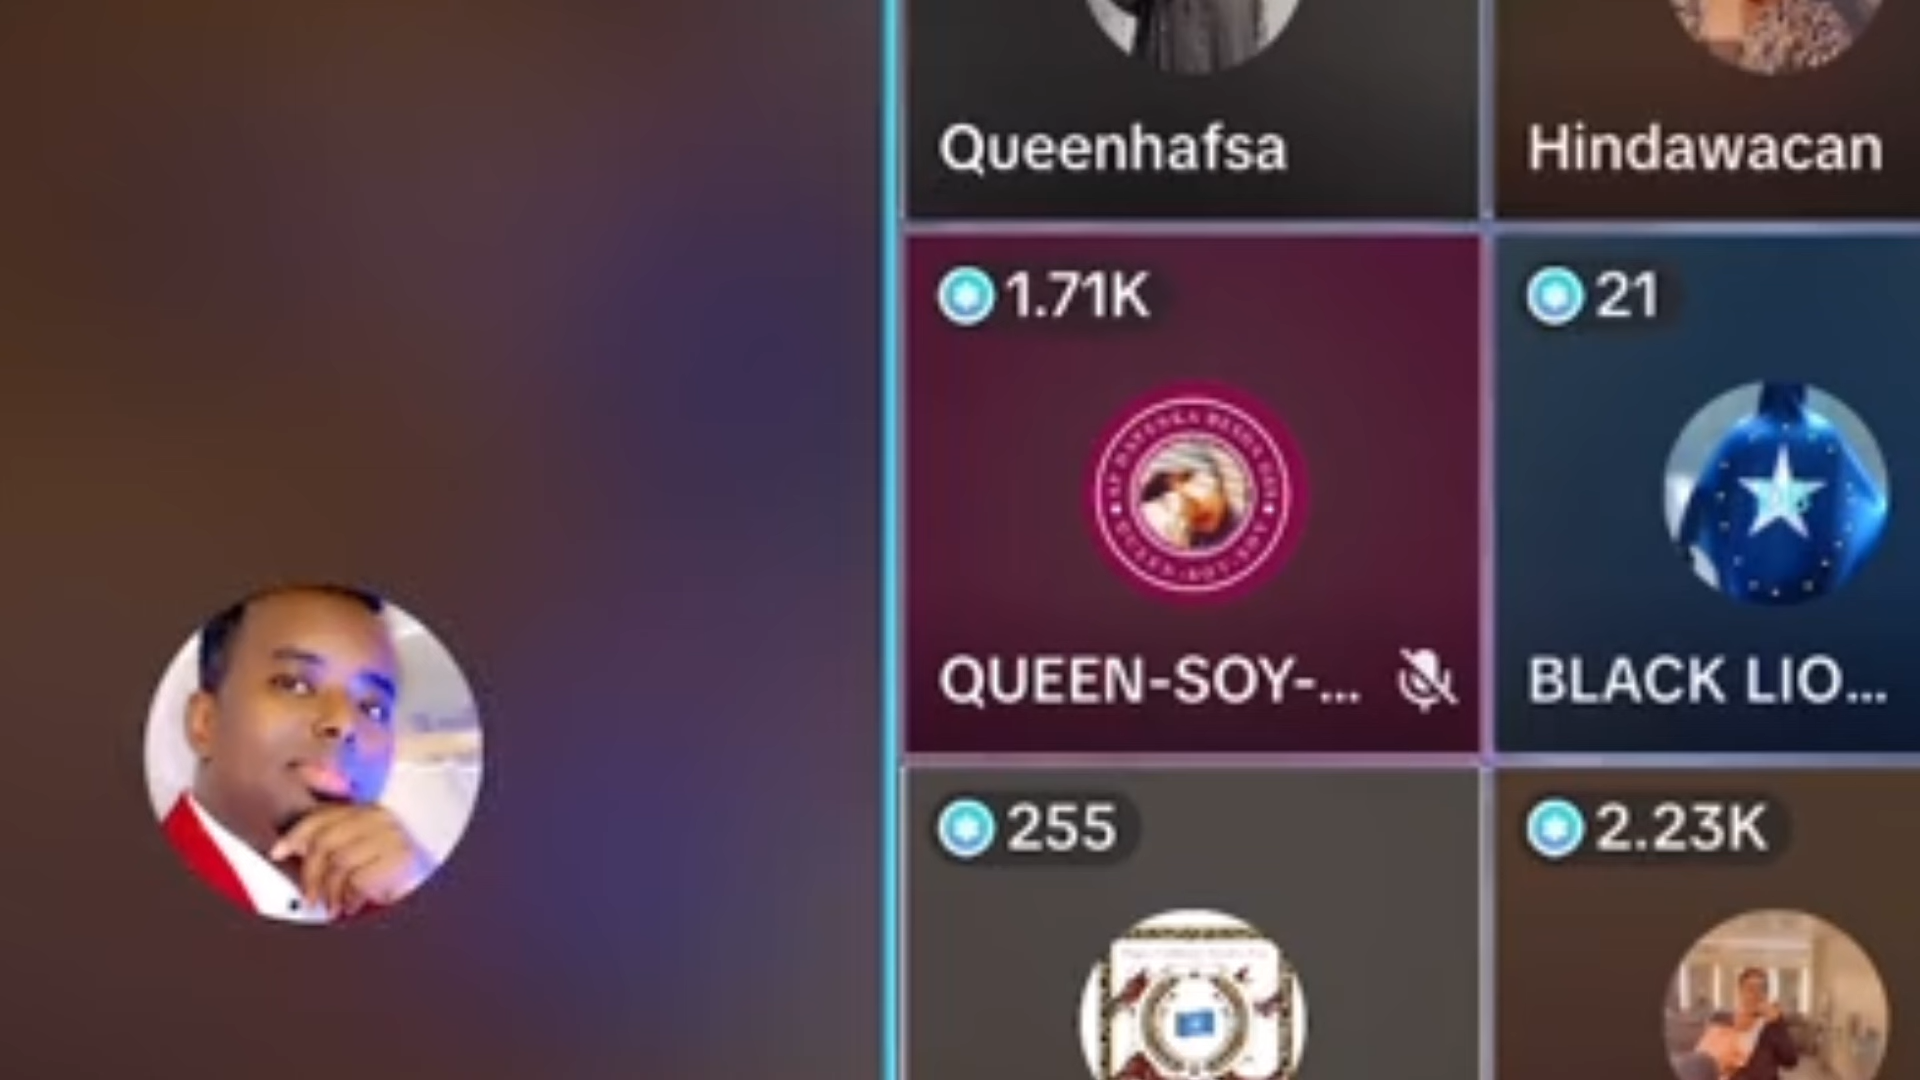 Queenhafsa
Hindawacan
1.71K
21
QUEEN-SOY-...
BLACK LIO...
255
2.23K